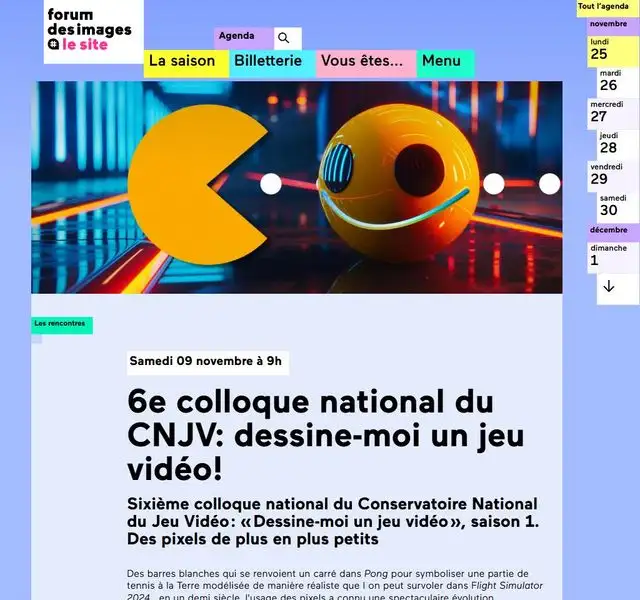 forum
des images
le site
Agenda
La saison
Billetterie
Vous êtes...
Menu
Tout l'agenda
novembre
lundi
25
mardi
26
mercredi
27
jeudi
28
vendredi
29
samedi
30
décembre
dimanche
1
Les rencontres
Samedi 09 novembre à 9h
6e colloque national du
CNJV: dessine-moi un jeu
vidéo!
Sixième colloque national du Conservatoire National
du Jeu Vidéo: «Dessine-moi un jeu vidéo», saison 1.
Des pixels de plus en plus petits
Des barres blanches qui se renvoient un carré dans Pong pour symboliser une partie de
tennis à la Terre modélisée de manière réaliste que l on peut survoler dans Flight Simulator
2024, en un demi siècle, l'usage des pixels a connu une spectaculaire évolution